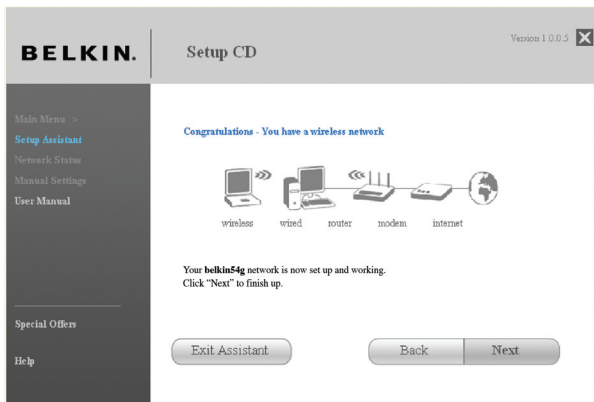 BELKIN.
Setup CD
Version 1.0.0.5
Main Menu >
Setup Assistant
Network Status
Manual Settings
User Manual
Special Offers
Help
Congratulations - You have a wireless network
wireless wired router modem internet
Your belkin54g network is now set up and working.
Click “Next” to finish up.
Exit Assistant
Back
Next